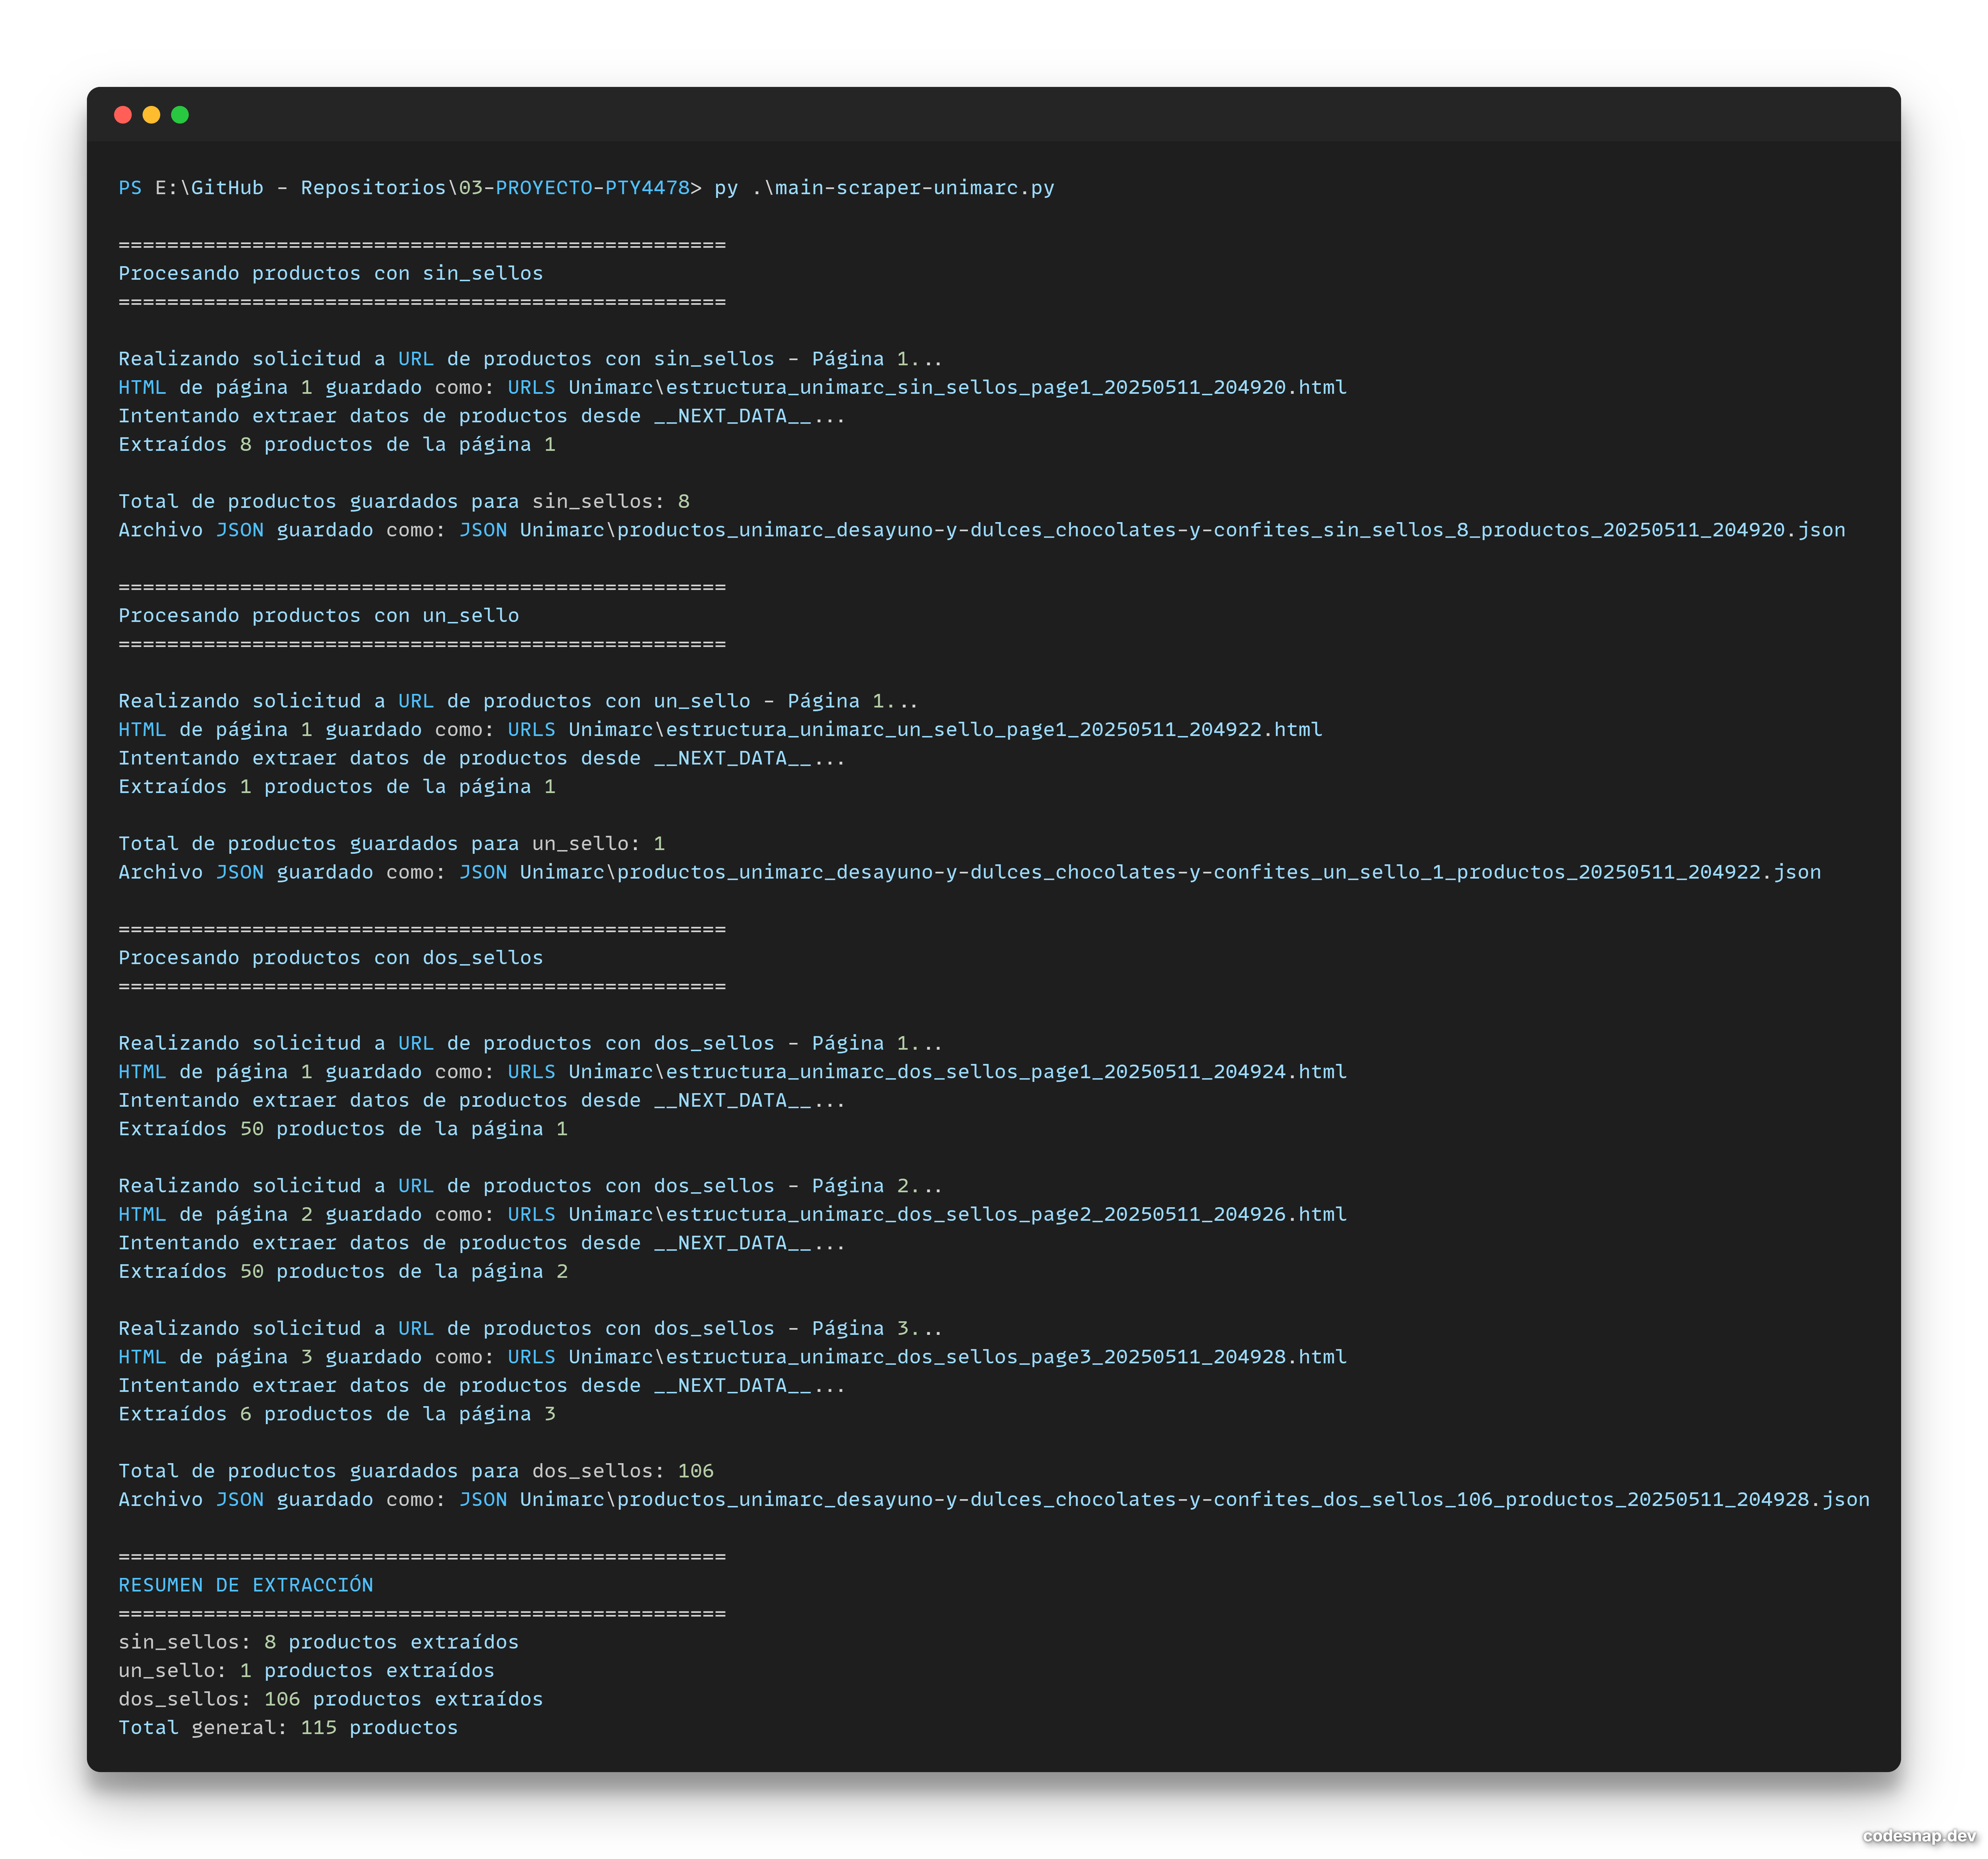 PS E:\GitHub - Repositorios\03-PROYECTO-PTY4478> py .\main-scraper-unimarc.py
==================================================
Procesando productos con sin_sellos
==================================================
Realizando solicitud a URL de productos con sin_sellos - Página 1...
HTML de página 1 guardado como: URLS Unimarc\estructura_unimarc_sin_sellos_page1_20250511_204920.html
Intentando extraer datos de productos desde __NEXT_DATA__...
Extraídos 8 productos de la página 1
Total de productos guardados para sin_sellos: 8
Archivo JSON guardado como: JSON Unimarc\productos_unimarc_desayuno-y-dulces_chocolates-y-confites_sin_sellos_8_productos_20250511_204920.json
==================================================
Procesando productos con un_sello
==================================================
Realizando solicitud a URL de productos con un_sello - Página 1...
HTML de página 1 guardado como: URLS Unimarc\estructura_unimarc_un_sello_page1_20250511_204922.html
Intentando extraer datos de productos desde __NEXT_DATA__...
Extraídos 1 productos de la página 1
Total de productos guardados para un_sello: 1
Archivo JSON guardado como: JSON Unimarc\productos_unimarc_desayuno-y-dulces_chocolates-y-confites_un_sello_1_productos_20250511_204922.json
==================================================
Procesando productos con dos_sellos
==================================================
Realizando solicitud a URL de productos con dos_sellos - Página 1...
HTML de página 1 guardado como: URLS Unimarc\estructura_unimarc_dos_sellos_page1_20250511_204924.html
Intentando extraer datos de productos desde __NEXT_DATA__...
Extraídos 50 productos de la página 1
Realizando solicitud a URL de productos con dos_sellos - Página 2...
HTML de página 2 guardado como: URLS Unimarc\estructura_unimarc_dos_sellos_page2_20250511_204926.html
Intentando extraer datos de productos desde __NEXT_DATA__...
Extraídos 50 productos de la página 2
Realizando solicitud a URL de productos con dos_sellos - Página 3...
HTML de página 3 guardado como: URLS Unimarc\estructura_unimarc_dos_sellos_page3_20250511_204928.html
Intentando extraer datos de productos desde __NEXT_DATA__...
Extraídos 6 productos de la página 3
Total de productos guardados para dos_sellos: 106
Archivo JSON guardado como: JSON Unimarc\productos_unimarc_desayuno-y-dulces_chocolates-y-confites_dos_sellos_106_productos_20250511_204928.json
==================================================
RESUMEN DE EXTRACCIÓN
==================================================
sin_sellos: 8 productos extraídos
un_sello: 1 productos extraídos
dos_sellos: 106 productos extraídos
Total general: 115 productos
codesnap.dev